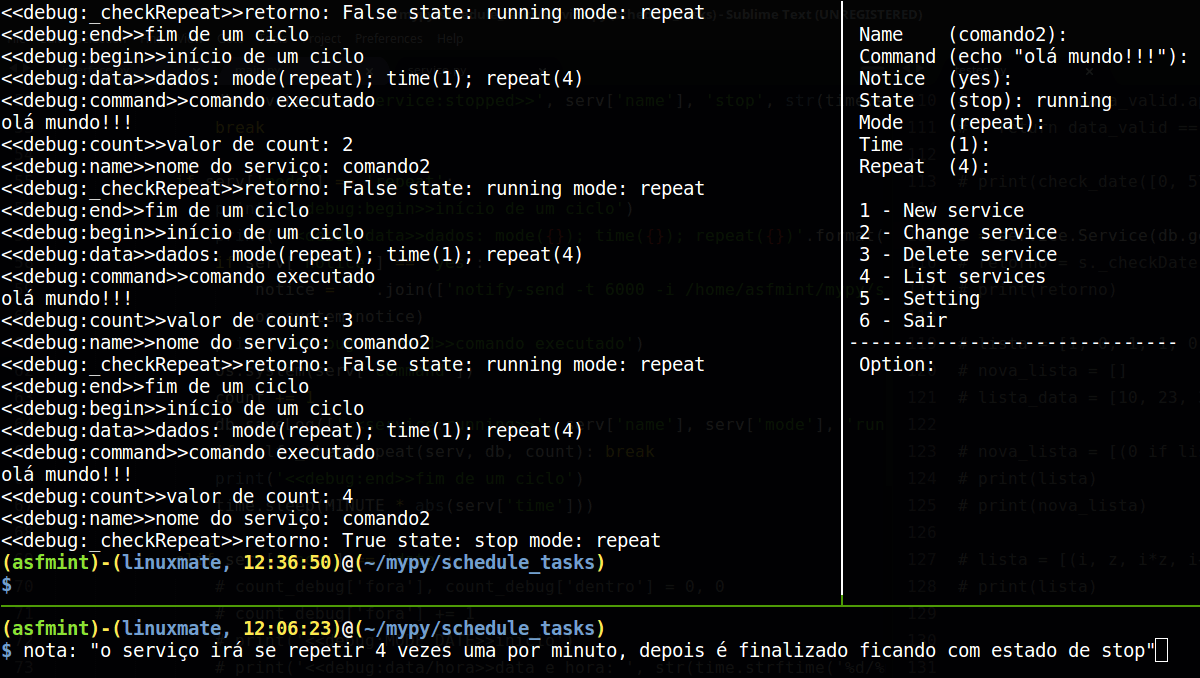 <<debug:_checkRepeat>>retorno: False state: running mode: repeat
<<debug:end>>fim de um ciclo
<<debug:begin>>início de um ciclo
<<debug:data>>dados: mode(repeat); time(1); repeat(4)
<<debug:command>>comando executado
olá mundo!!!
<<debug:count>>valor de count: 2
<<debug:name>>nome do serviço: comando2
<<debug:_checkRepeat>>retorno: False state: running mode: repeat
<<debug:end>>fim de um ciclo
<<debug:begin>>início de um ciclo
<<debug:data>>dados: mode(repeat); time(1); repeat(4)
<<debug:command>>comando executado
olá mundo!!!
<<debug:count>>valor de count: 3
<<debug:name>>nome do serviço: comando2
<<debug:_checkRepeat>>retorno: False state: running mode: repeat
<<debug:end>>fim de um ciclo
<<debug:begin>>início de um ciclo
<<debug:data>>dados: mode(repeat); time(1); repeat(4)
<<debug:command>>comando executado
olá mundo!!!
<<debug:count>>valor de count: 4
<<debug:name>>nome do serviço: comando2
<<debug:_checkRepeat>>retorno: True state: stop mode: repeat
(asfmint)-(linuxmate, 12:36:50)@(~/mypy/schedule_tasks)
$
Name    (comando2):
Command (echo "olá mundo!!!"):
Notice  (yes):
State   (stop): running
Mode    (repeat):
Time    (1):
Repeat  (4):
1 - New service
2 - Change service
3 - Delete service
4 - List services
5 - Setting
6 - Sair
------------------------------
Option:
(asfmint)-(linuxmate, 12:06:23)@(~/mypy/schedule_tasks)
$ nota: "o serviço irá se repetir 4 vezes uma por minuto, depois é finalizado ficando com estado de stop"